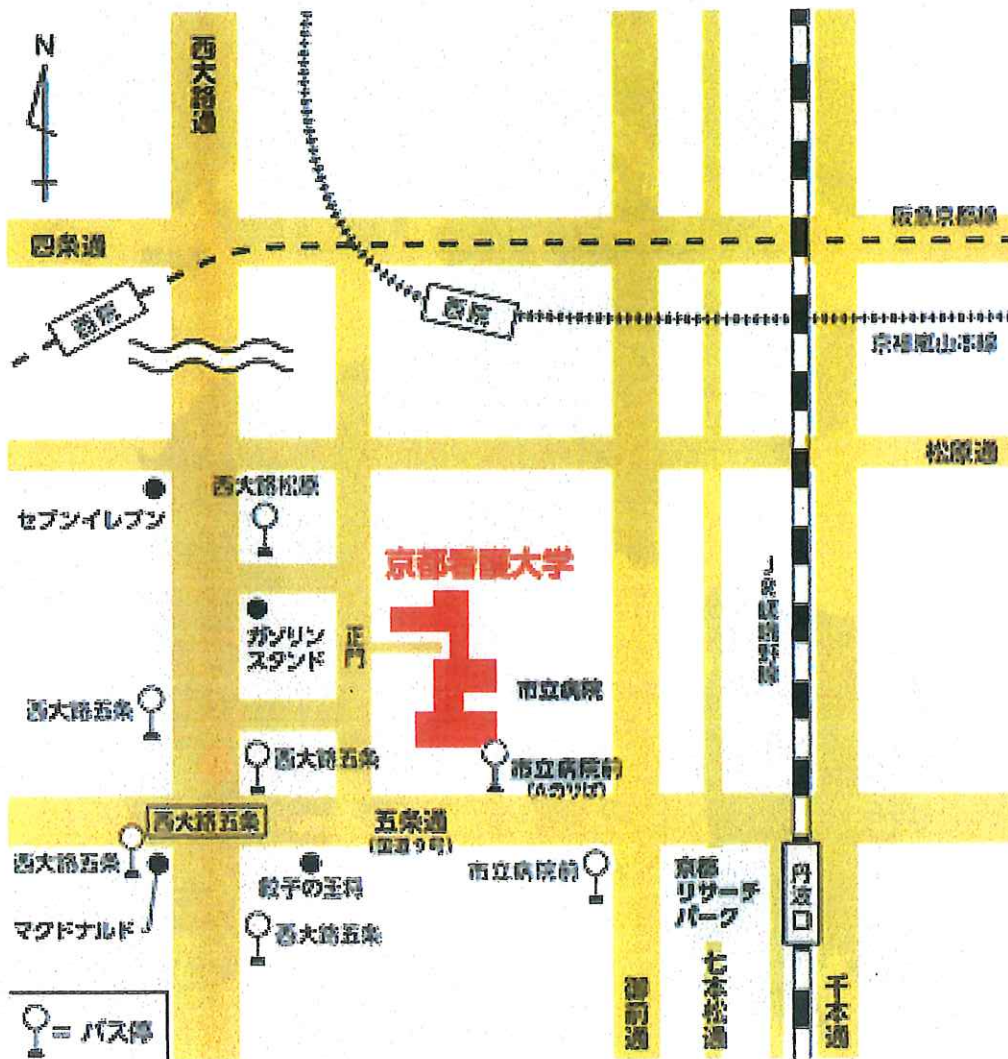 N
西大路通
四条通
阪急京都線
西院
西院
京福嵐山本線
松原通
西大路松原
セブンイレブン
京都看護大学
JR嵯峨野線
ガソリン
スタンド
正門
市立病院
西大路五条
西大路五条
市立病院前
(Aのりば)
西大路五条
五条通
(国道9号)
西大路五条
餃子の王将
市立病院前
京都
リサーチ
パーク
丹波口
マクドナルド
西大路五条
御前通
七本松通
千本通
= バス停